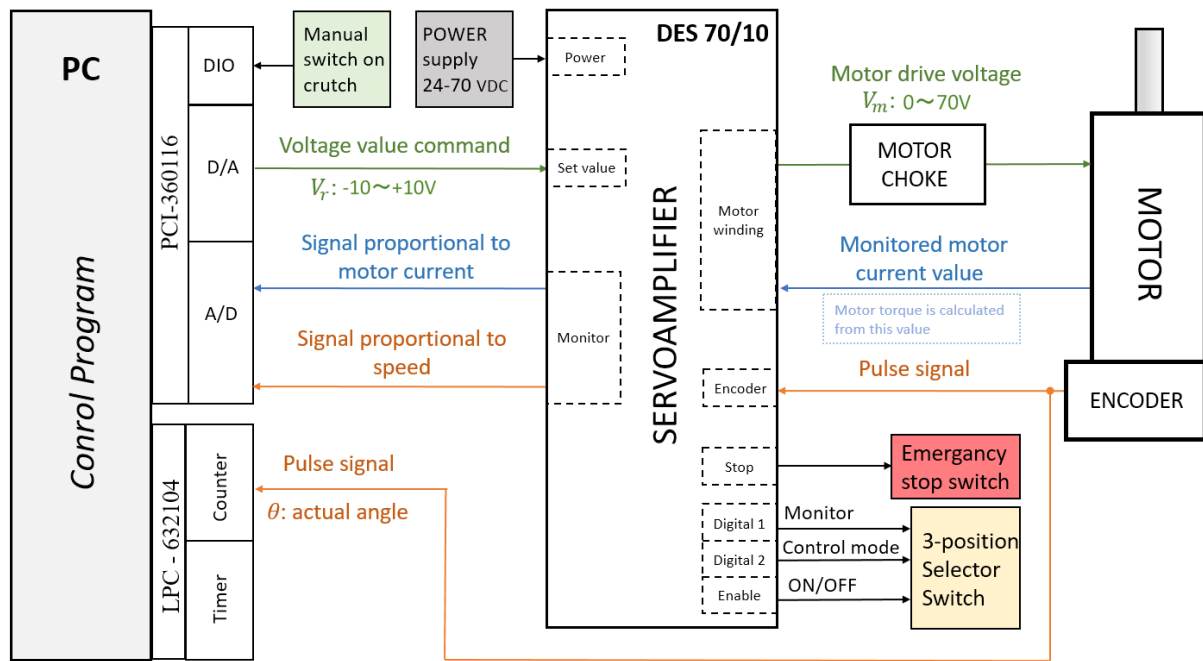 PC
Conrol Program
PCI-360116
DIO
D/A
A/D
LPC - 632104
Counter
Timer
Manual
switch on
crutch
POWER
supply
24-70 VDC
Voltage value command
V_r: -10～+10V
Signal proportional to
motor current
Signal proportional to
speed
Pulse signal
θ: actual angle
DES 70/10
SERVOAMPLIFIER
Power
Set value
Monitor
Motor
winding
Encoder
Stop
Digital 1
Digital 2
Enable
Motor drive voltage
V_m: 0～70V
MOTOR
CHOKE
Monitored motor
current value
Motor torque is calculated
from this value
Pulse signal
MOTOR
ENCODER
Emergancy
stop switch
Monitor
Control mode
ON/OFF
3-position
Selector
Switch